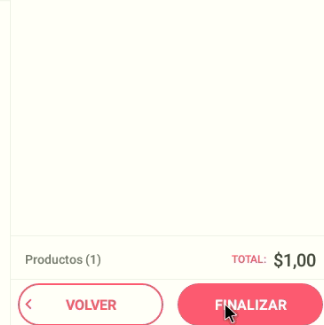 Productos (1) TOTAL: $1,00
VOLVER FINALIZAR